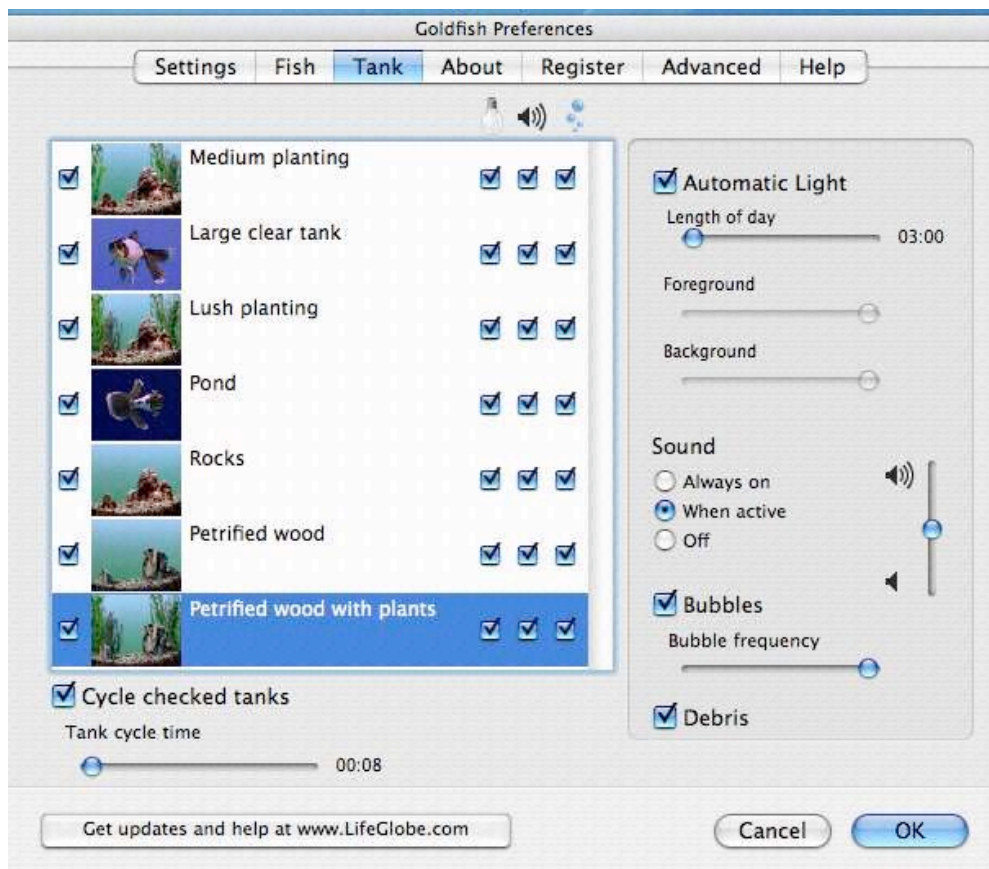 Goldfish Preferences
Settings Fish Tank About Register Advanced Help
Medium planting
Large clear tank
Lush planting
Pond
Rocks
Petrified wood
Petrified wood with plants
Cycle checked tanks
Tank cycle time
00:08
Automatic Light
Length of day
03:00
Foreground
Background
Sound
Always on
When active
Off
Bubbles
Bubble frequency
Debris
Get updates and help at www.LifeGlobe.com
Cancel OK